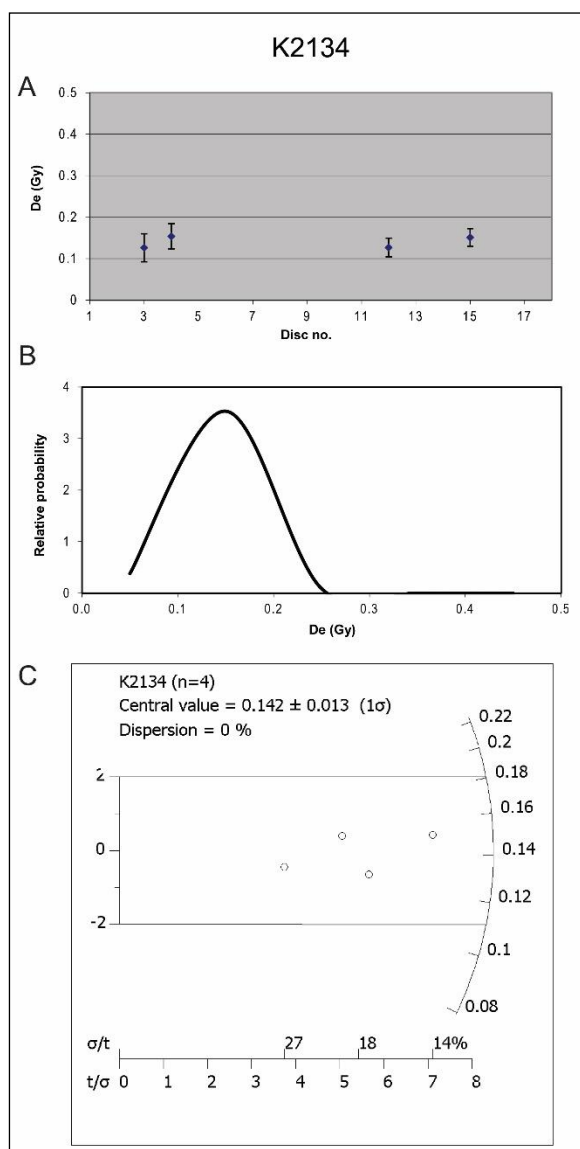 K2134
A
0.5
0.4
0.3
0.2
0.1
0
De (Gy)
1 3 5 7 9 11 13 15 17
Disc no.
B
4
3
2
1
0
Relative probability
0.0 0.1 0.2 0.3 0.4 0.5
De (Gy)
C
K2134 (n=4)
Central value = 0.142 ± 0.013 (1σ)
Dispersion = 0 %
2
0
-2
0.22
0.2
0.18
0.16
0.14
0.12
0.1
0.08
σ/t 27 18 14%
t/σ 0 1 2 3 4 5 6 7 8